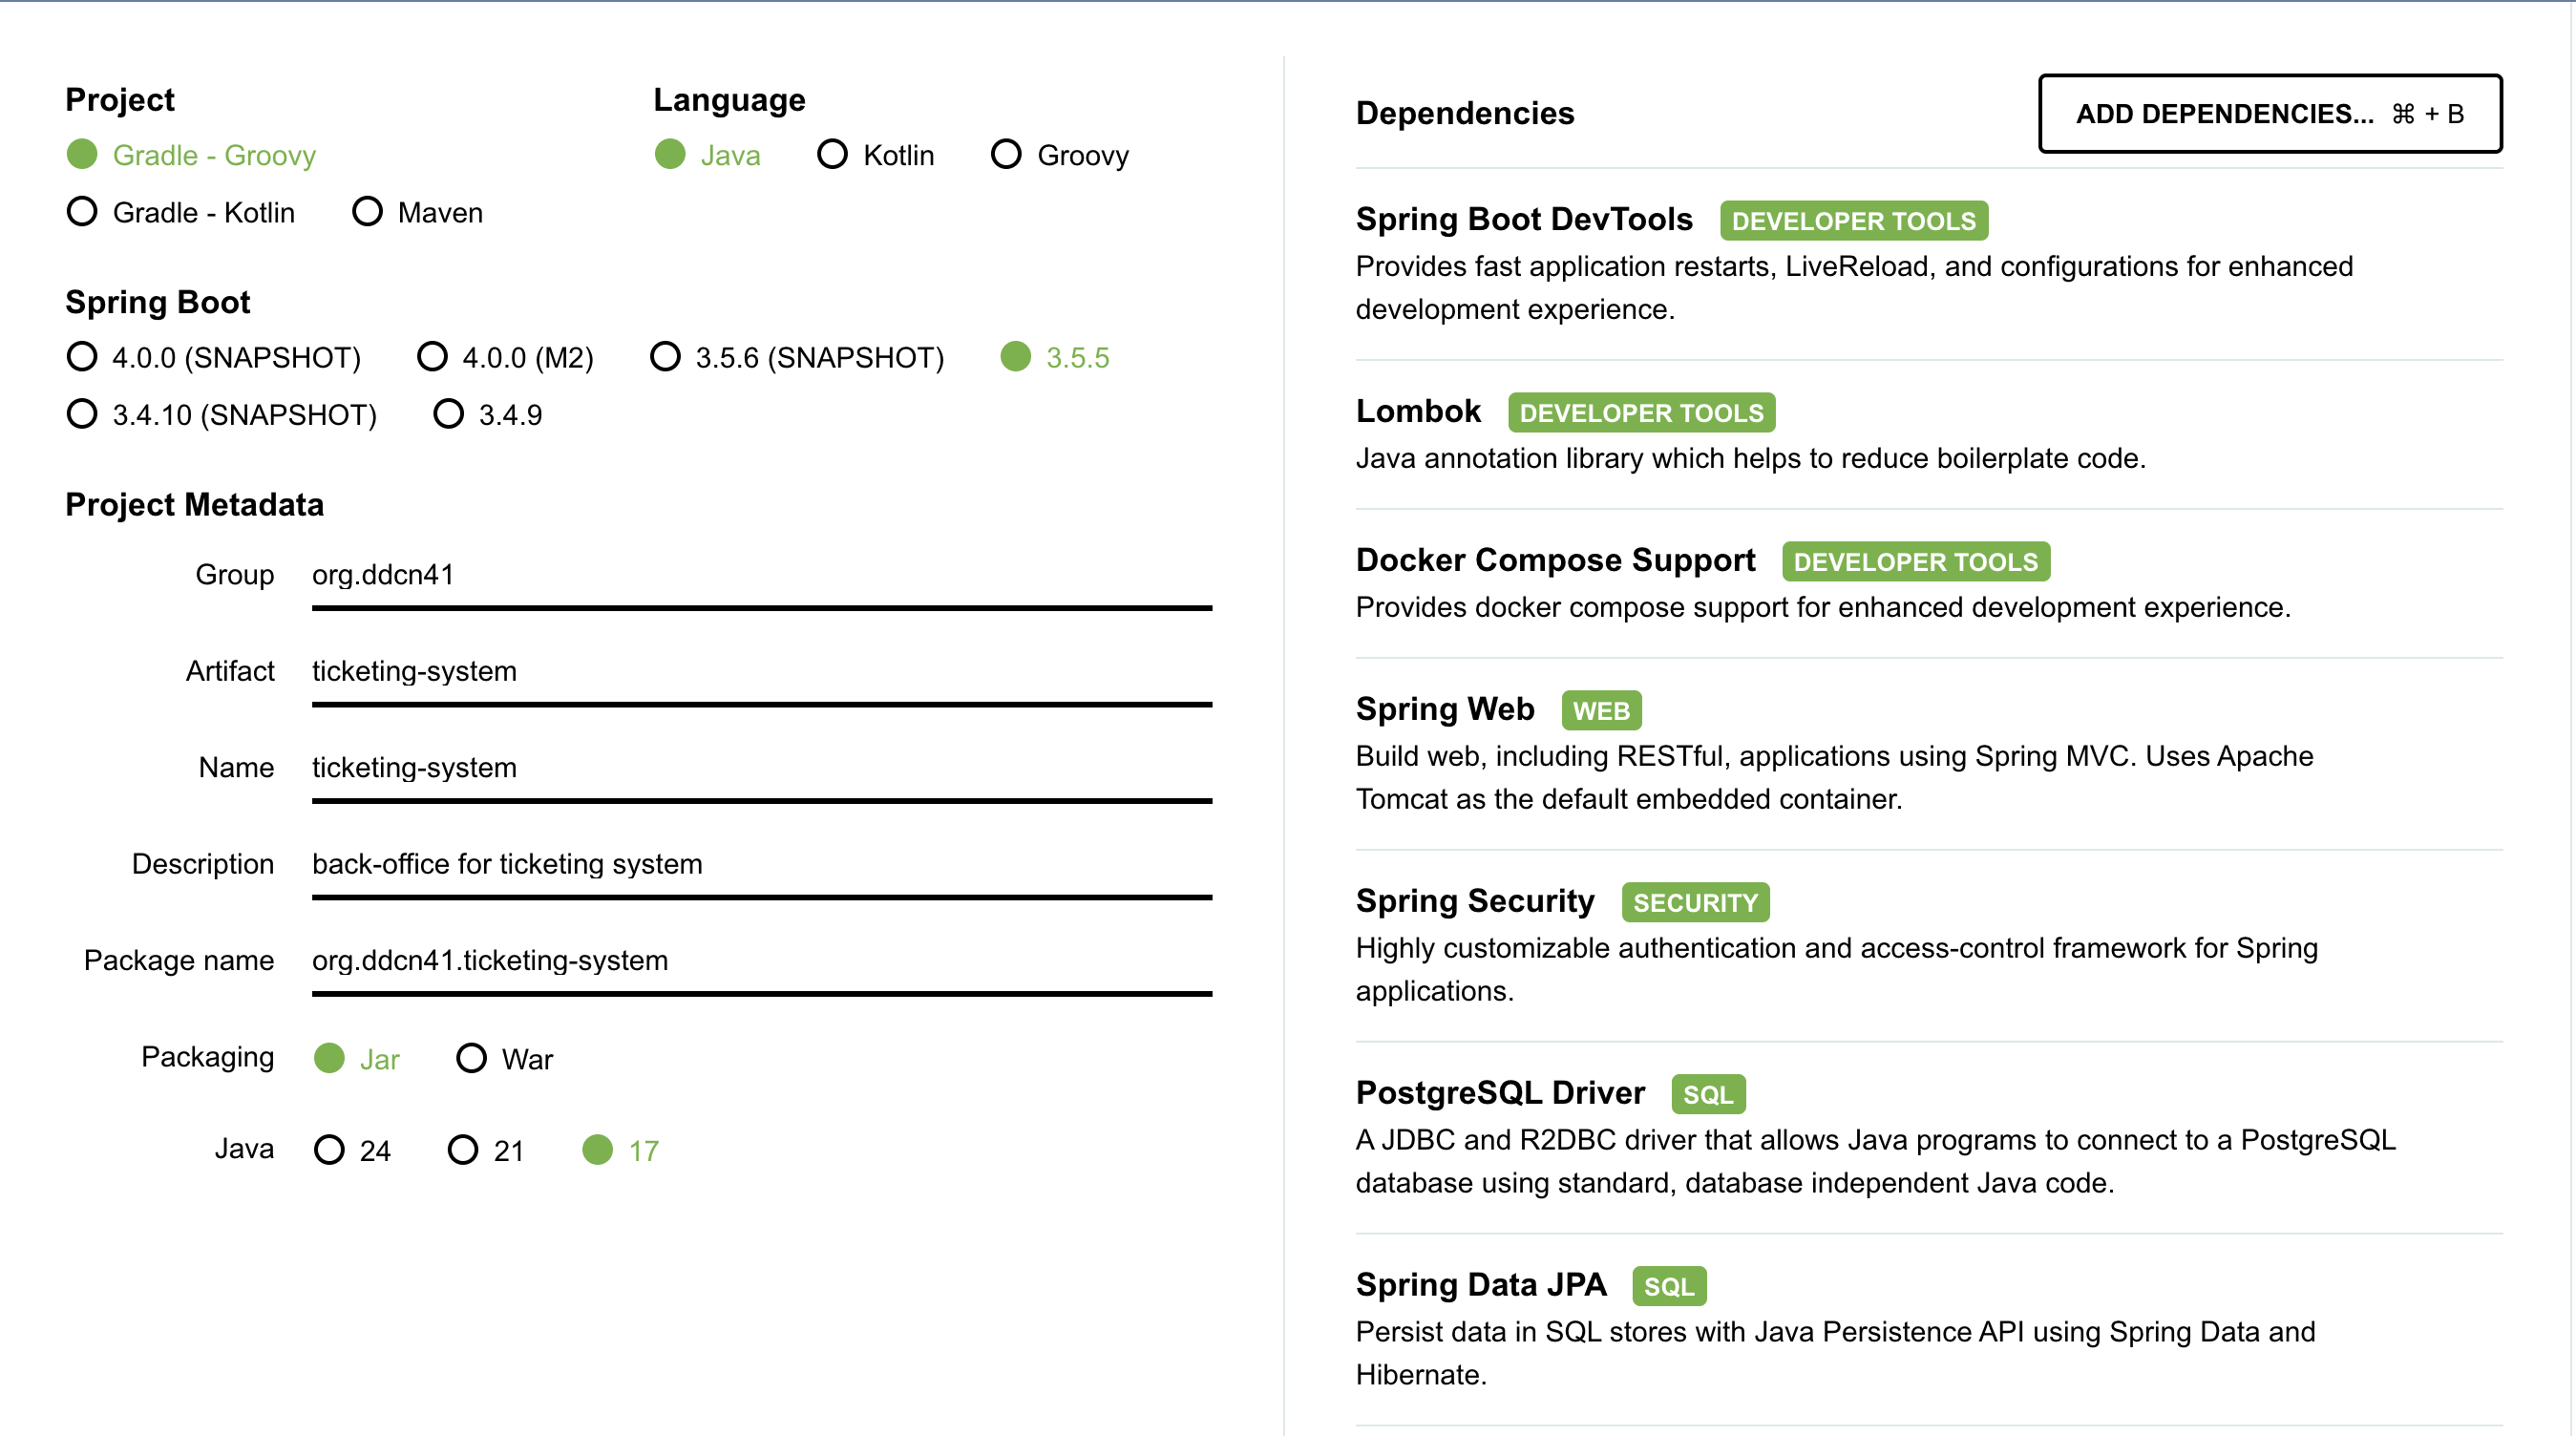 Project
Gradle - Groovy
Gradle - Kotlin Maven
Language
Java Kotlin Groovy
Spring Boot
4.0.0 (SNAPSHOT) 4.0.0 (M2) 3.5.6 (SNAPSHOT) 3.5.5
3.4.10 (SNAPSHOT) 3.4.9
Project Metadata
Group org.ddcn41
Artifact ticketing-system
Name ticketing-system
Description back-office for ticketing system
Package name org.ddcn41.ticketing-system
Packaging Jar War
Java 24 21 17
Dependencies
ADD DEPENDENCIES... ⌘ + B
Spring Boot DevTools DEVELOPER TOOLS
Provides fast application restarts, LiveReload, and configurations for enhanced
development experience.
Lombok DEVELOPER TOOLS
Java annotation library which helps to reduce boilerplate code.
Docker Compose Support DEVELOPER TOOLS
Provides docker compose support for enhanced development experience.
Spring Web WEB
Build web, including RESTful, applications using Spring MVC. Uses Apache
Tomcat as the default embedded container.
Spring Security SECURITY
Highly customizable authentication and access-control framework for Spring
applications.
PostgreSQL Driver SQL
A JDBC and R2DBC driver that allows Java programs to connect to a PostgreSQL
database using standard, database independent Java code.
Spring Data JPA SQL
Persist data in SQL stores with Java Persistence API using Spring Data and
Hibernate.